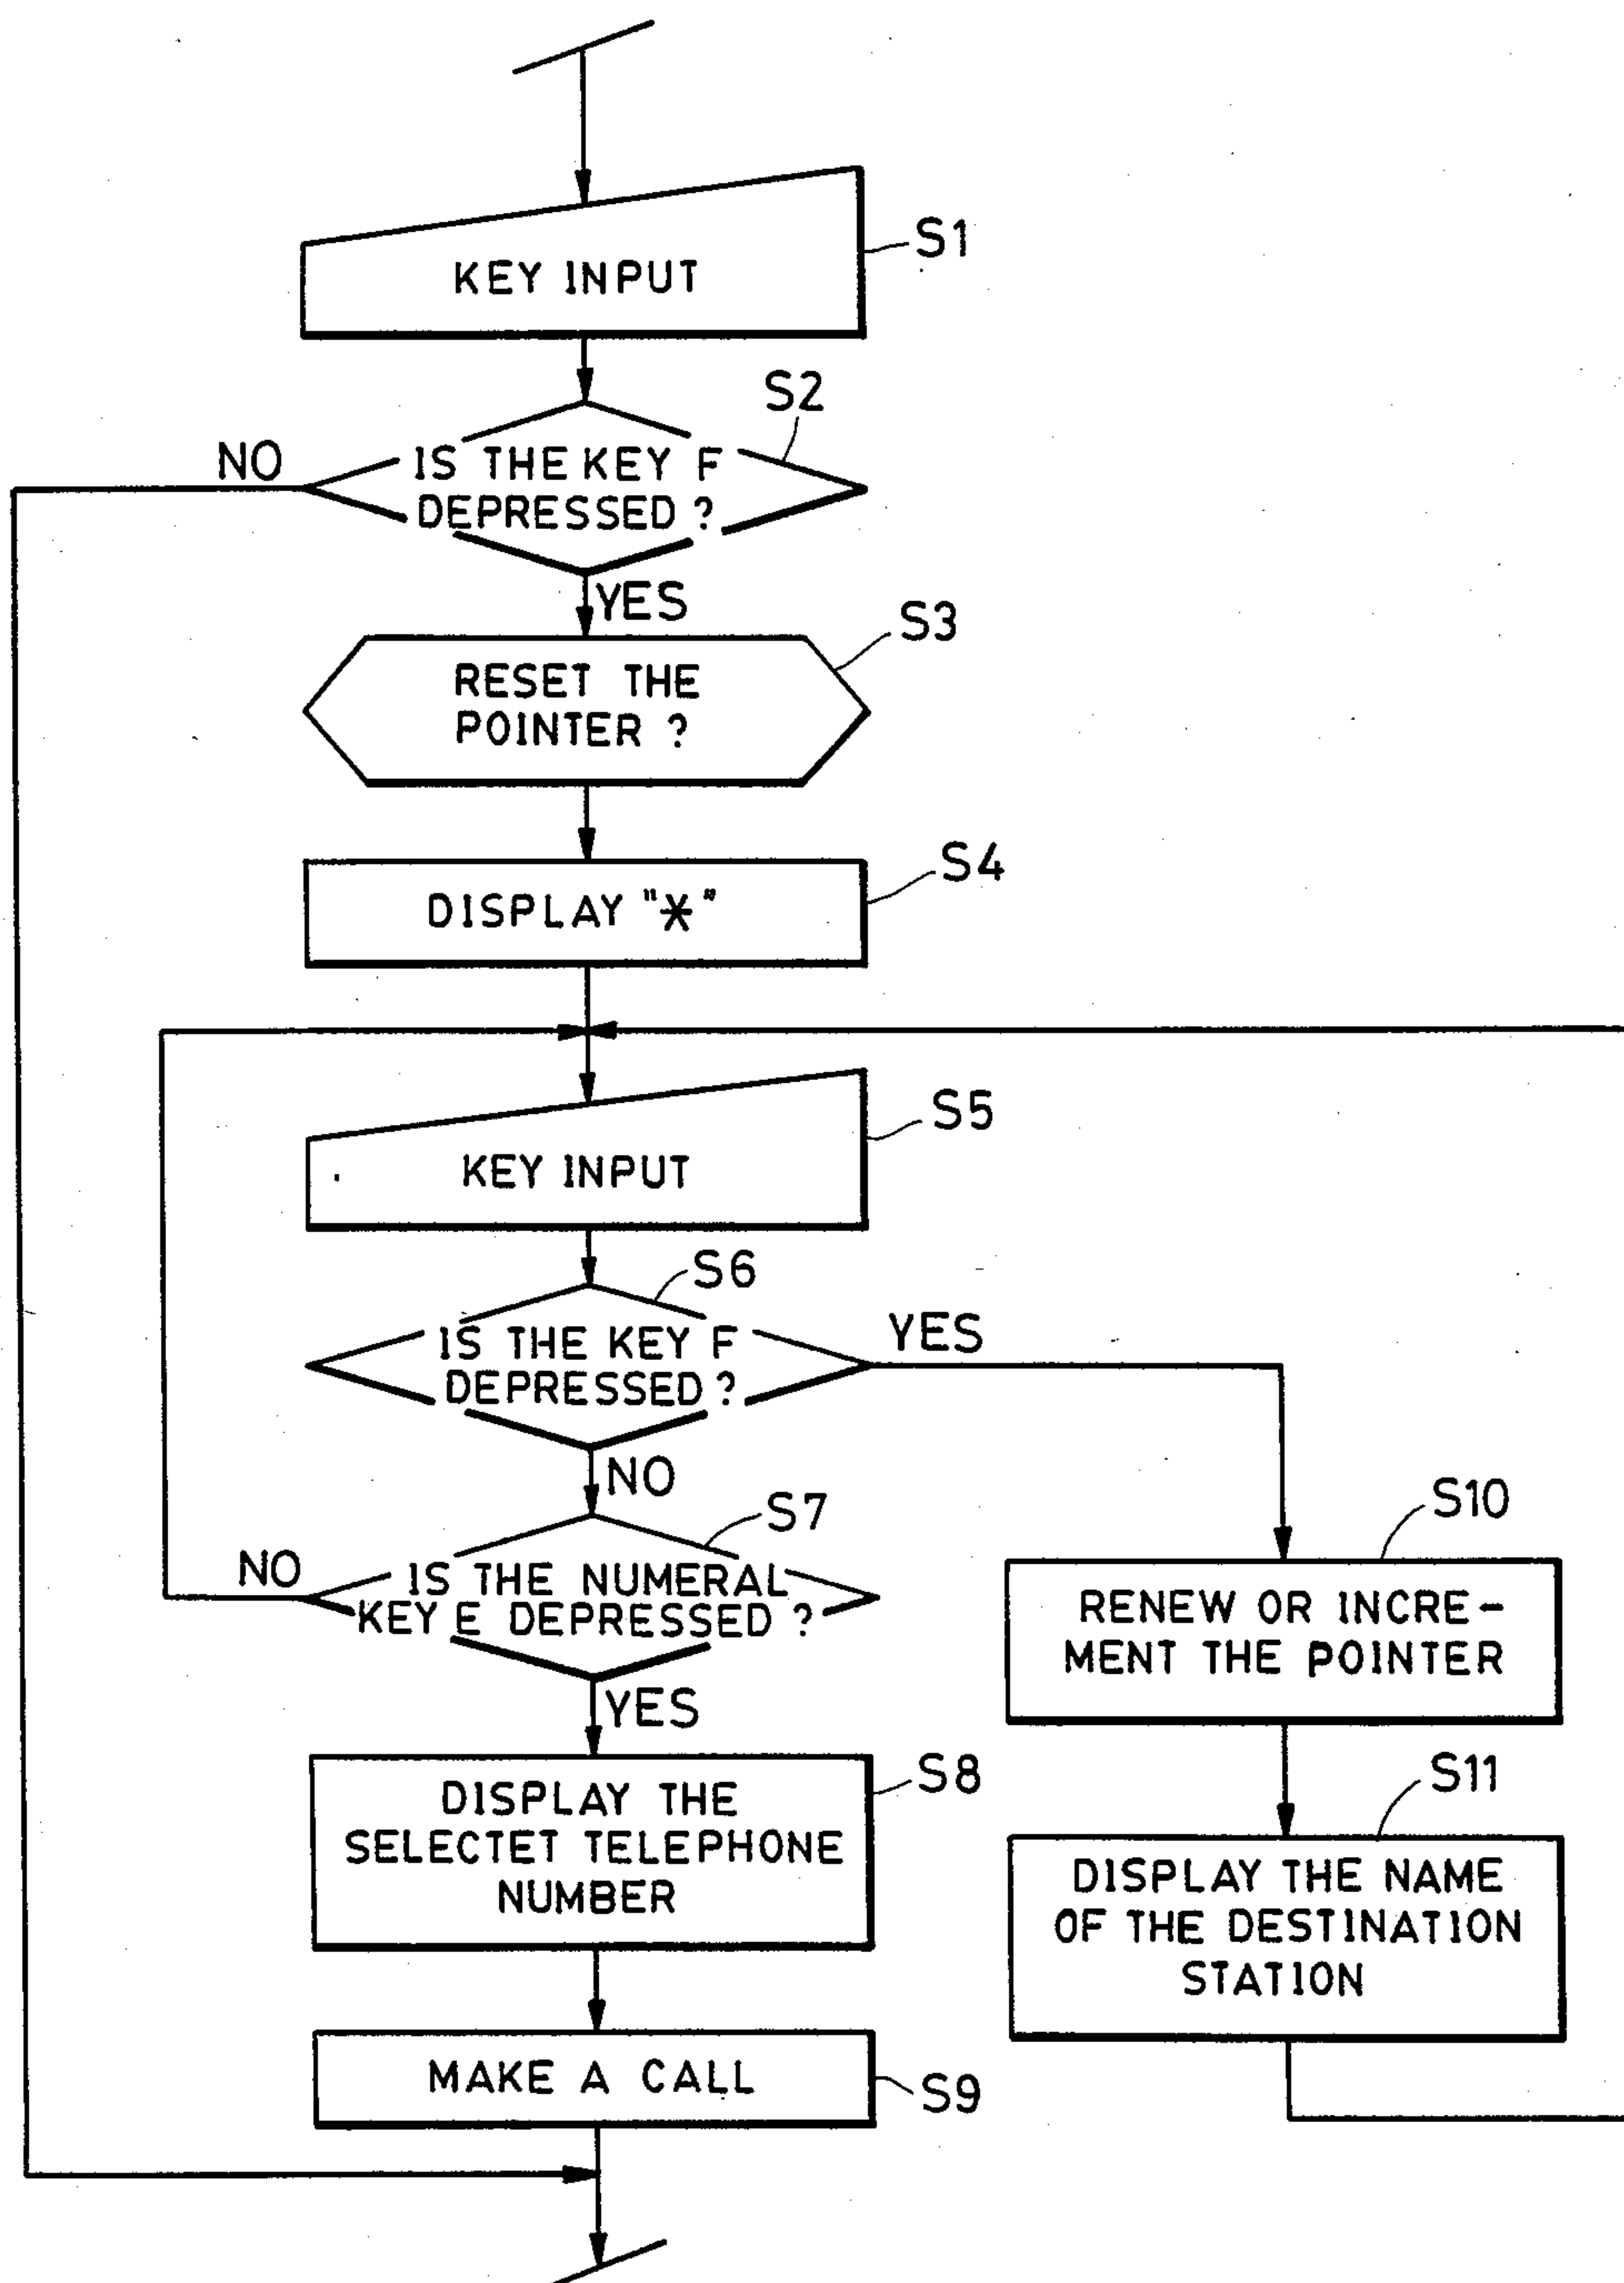 S1
KEY INPUT
S2
NO
IS THE KEY F
DEPRESSED ?
YES
S3
RESET THE
POINTER ?
S4
DISPLAY "*"
S5
KEY INPUT
S6
IS THE KEY F
DEPRESSED ?
YES
NO
S7
NO
IS THE NUMERAL
KEY E DEPRESSED ?
YES
S8
DISPLAY THE
SELECTET TELEPHONE
NUMBER
MAKE A CALL
S9
S10
RENEW OR INCRE-
MENT THE POINTER
S11
DISPLAY THE NAME
OF THE DESTINATION
STATION